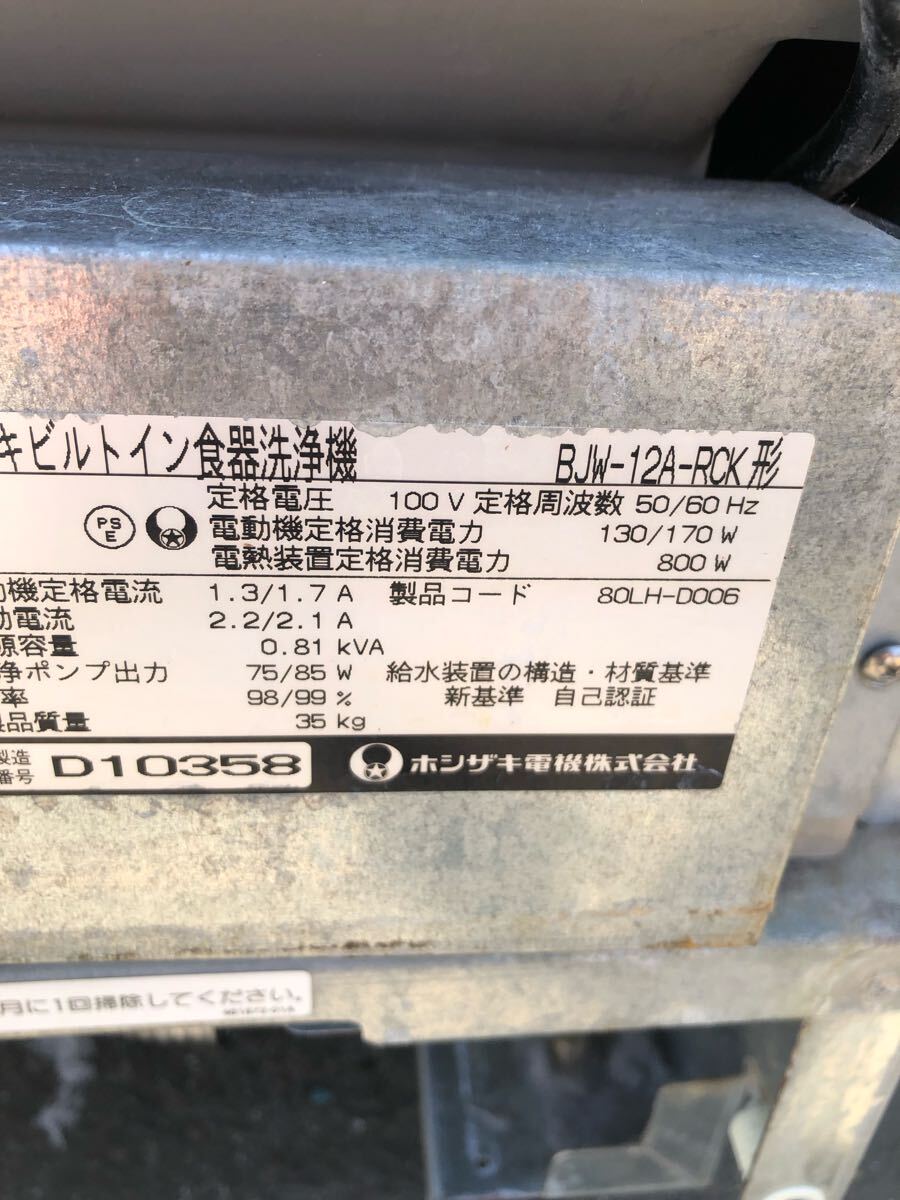 キビルトイン食器洗浄機 BJW-12A-RCK形
定格電圧 100 V 定格周波数 50/60 Hz
PS
E
電動機定格消費電力 130/170 W
電熱装置定格消費電力 800 W
機定格電流 1.3/1.7 A 製品コード 80LH-D006
動電流 2.2/2.1 A
源容量 0.81 kVA
浄ポンプ出力 75/85 W 給水装置の構造・材質基準
率 98/99 % 新基準 自己認証
品質量 35 kg
製造
番号 D10358 ホシザキ電機株式会社
月に1回掃除してください。